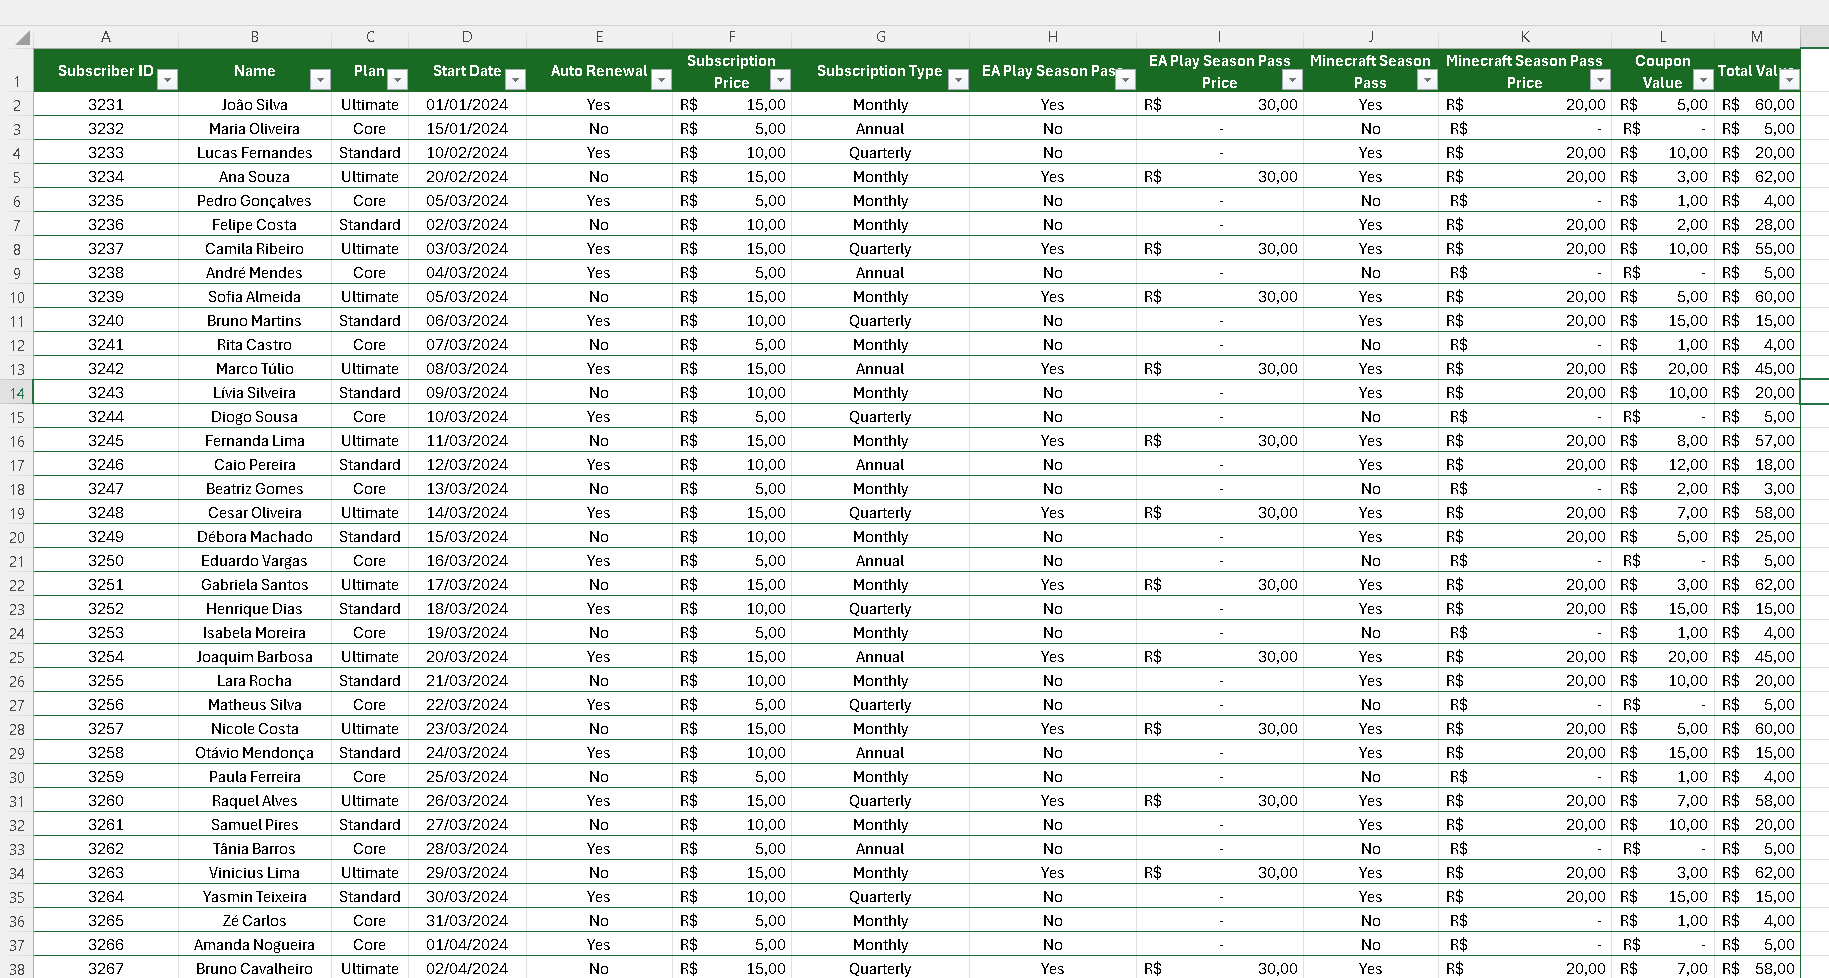 A B C D E F G H I J K L M
1 Subscriber ID Name Plan Start Date Auto Renewal Subscription Price Subscription Type EA Play Season Pass EA Play Season Pass Price Minecraft Season Pass Minecraft Season Pass Price Coupon Value Total Value
2 3231 João Silva Ultimate 01/01/2024 Yes R$ 15,00 Monthly Yes R$ 30,00 Yes R$ 20,00 R$ 5,00 R$ 60,00
3 3232 Maria Oliveira Core 15/01/2024 No R$ 5,00 Annual No - No R$ - R$ - R$ 5,00
4 3233 Lucas Fernandes Standard 10/02/2024 Yes R$ 10,00 Quarterly No - Yes R$ 20,00 R$ 10,00 R$ 20,00
5 3234 Ana Souza Ultimate 20/02/2024 No R$ 15,00 Monthly Yes R$ 30,00 Yes R$ 20,00 R$ 3,00 R$ 62,00
6 3235 Pedro Gonçalves Core 05/03/2024 Yes R$ 5,00 Monthly No - No R$ - R$ 1,00 R$ 4,00
7 3236 Felipe Costa Standard 02/03/2024 No R$ 10,00 Monthly No - Yes R$ 20,00 R$ 2,00 R$ 28,00
8 3237 Camila Ribeiro Ultimate 03/03/2024 Yes R$ 15,00 Quarterly Yes R$ 30,00 Yes R$ 20,00 R$ 10,00 R$ 55,00
9 3238 André Mendes Core 04/03/2024 Yes R$ 5,00 Annual No - No R$ - R$ - R$ 5,00
10 3239 Sofia Almeida Ultimate 05/03/2024 No R$ 15,00 Monthly Yes R$ 30,00 Yes R$ 20,00 R$ 5,00 R$ 60,00
11 3240 Bruno Martins Standard 06/03/2024 Yes R$ 10,00 Quarterly No - Yes R$ 20,00 R$ 15,00 R$ 15,00
12 3241 Rita Castro Core 07/03/2024 No R$ 5,00 Monthly No - No R$ - R$ 1,00 R$ 4,00
13 3242 Marco Túlio Ultimate 08/03/2024 Yes R$ 15,00 Annual Yes R$ 30,00 Yes R$ 20,00 R$ 20,00 R$ 45,00
14 3243 Lívia Silveira Standard 09/03/2024 No R$ 10,00 Monthly No - Yes R$ 20,00 R$ 10,00 R$ 20,00
15 3244 Diogo Sousa Core 10/03/2024 Yes R$ 5,00 Quarterly No - No R$ - R$ - R$ 5,00
16 3245 Fernanda Lima Ultimate 11/03/2024 No R$ 15,00 Monthly Yes R$ 30,00 Yes R$ 20,00 R$ 8,00 R$ 57,00
17 3246 Caio Pereira Standard 12/03/2024 Yes R$ 10,00 Annual No - Yes R$ 20,00 R$ 12,00 R$ 18,00
18 3247 Beatriz Gomes Core 13/03/2024 No R$ 5,00 Monthly No - No R$ - R$ 2,00 R$ 3,00
19 3248 Cesar Oliveira Ultimate 14/03/2024 Yes R$ 15,00 Quarterly Yes R$ 30,00 Yes R$ 20,00 R$ 7,00 R$ 58,00
20 3249 Débora Machado Standard 15/03/2024 No R$ 10,00 Monthly No - Yes R$ 20,00 R$ 5,00 R$ 25,00
21 3250 Eduardo Vargas Core 16/03/2024 Yes R$ 5,00 Annual No - No R$ - R$ - R$ 5,00
22 3251 Gabriela Santos Ultimate 17/03/2024 No R$ 15,00 Monthly Yes R$ 30,00 Yes R$ 20,00 R$ 3,00 R$ 62,00
23 3252 Henrique Dias Standard 18/03/2024 Yes R$ 10,00 Quarterly No - Yes R$ 20,00 R$ 15,00 R$ 15,00
24 3253 Isabela Moreira Core 19/03/2024 No R$ 5,00 Monthly No - No R$ - R$ 1,00 R$ 4,00
25 3254 Joaquim Barbosa Ultimate 20/03/2024 Yes R$ 15,00 Annual Yes R$ 30,00 Yes R$ 20,00 R$ 20,00 R$ 45,00
26 3255 Lara Rocha Standard 21/03/2024 No R$ 10,00 Monthly No - Yes R$ 20,00 R$ 10,00 R$ 20,00
27 3256 Matheus Silva Core 22/03/2024 Yes R$ 5,00 Quarterly No - No R$ - R$ - R$ 5,00
28 3257 Nicole Costa Ultimate 23/03/2024 No R$ 15,00 Monthly Yes R$ 30,00 Yes R$ 20,00 R$ 5,00 R$ 60,00
29 3258 Otávio Mendonça Standard 24/03/2024 Yes R$ 10,00 Annual No - Yes R$ 20,00 R$ 15,00 R$ 15,00
30 3259 Paula Ferreira Core 25/03/2024 No R$ 5,00 Monthly No - No R$ - R$ 1,00 R$ 4,00
31 3260 Raquel Alves Ultimate 26/03/2024 Yes R$ 15,00 Quarterly Yes R$ 30,00 Yes R$ 20,00 R$ 7,00 R$ 58,00
32 3261 Samuel Pires Standard 27/03/2024 No R$ 10,00 Monthly No - Yes R$ 20,00 R$ 10,00 R$ 20,00
33 3262 Tânia Barros Core 28/03/2024 Yes R$ 5,00 Annual No - No R$ - R$ - R$ 5,00
34 3263 Vinicius Lima Ultimate 29/03/2024 No R$ 15,00 Monthly Yes R$ 30,00 Yes R$ 20,00 R$ 3,00 R$ 62,00
35 3264 Yasmin Teixeira Standard 30/03/2024 Yes R$ 10,00 Quarterly No - Yes R$ 20,00 R$ 15,00 R$ 15,00
36 3265 Zé Carlos Core 31/03/2024 No R$ 5,00 Monthly No - No R$ - R$ 1,00 R$ 4,00
37 3266 Amanda Nogueira Core 01/04/2024 Yes R$ 5,00 Monthly No - No R$ - R$ - R$ 5,00
38 3267 Bruno Cavalheiro Ultimate 02/04/2024 No R$ 15,00 Quarterly Yes R$ 30,00 Yes R$ 20,00 R$ 7,00 R$ 58,00